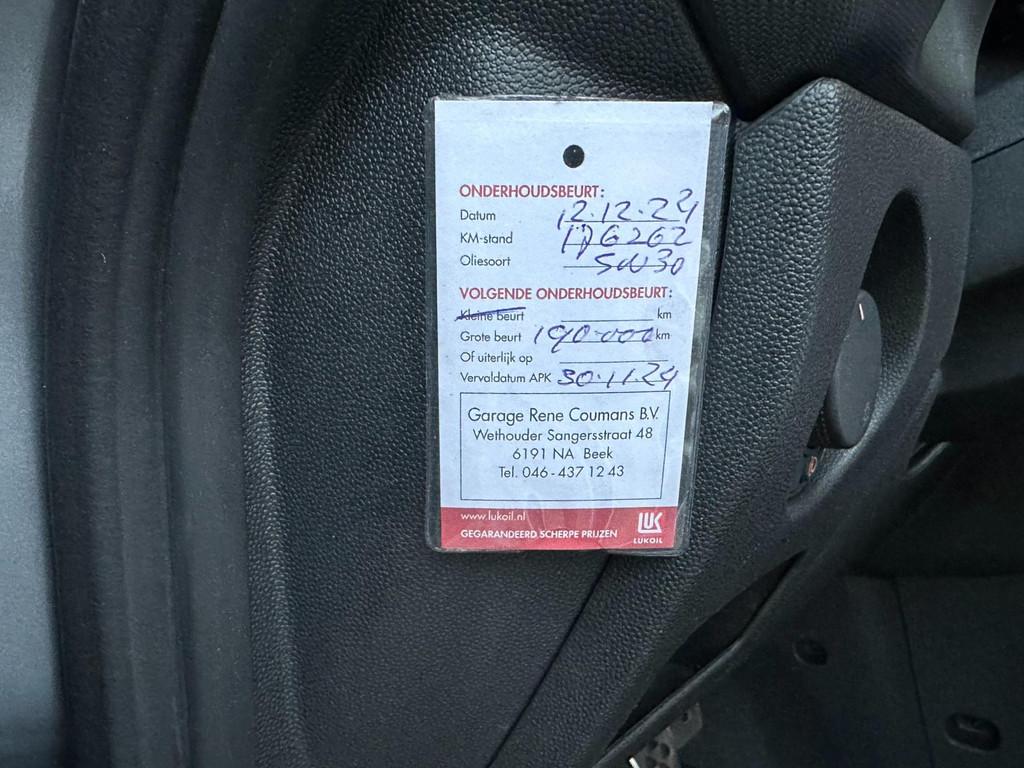 ONDERHOUDSBEURT:
Datum 12.12.24
KM-stand
Oliesoort 5W30
VOLGENDE ONDERHOUDSBEURT:
Kleine beurt km
Grote beurt 190.000 km
Of uiterlijk op
Vervaldatum APK 30.11.24
Garage Rene Coumans B.V.
Wethouder Sangersstraat 48
6191 NA Beek
Tel. 046 - 437 12 43
www.lukoil.nl
GEGARANDEERD SCHERPE PRIJZEN
LUK
LUKOIL